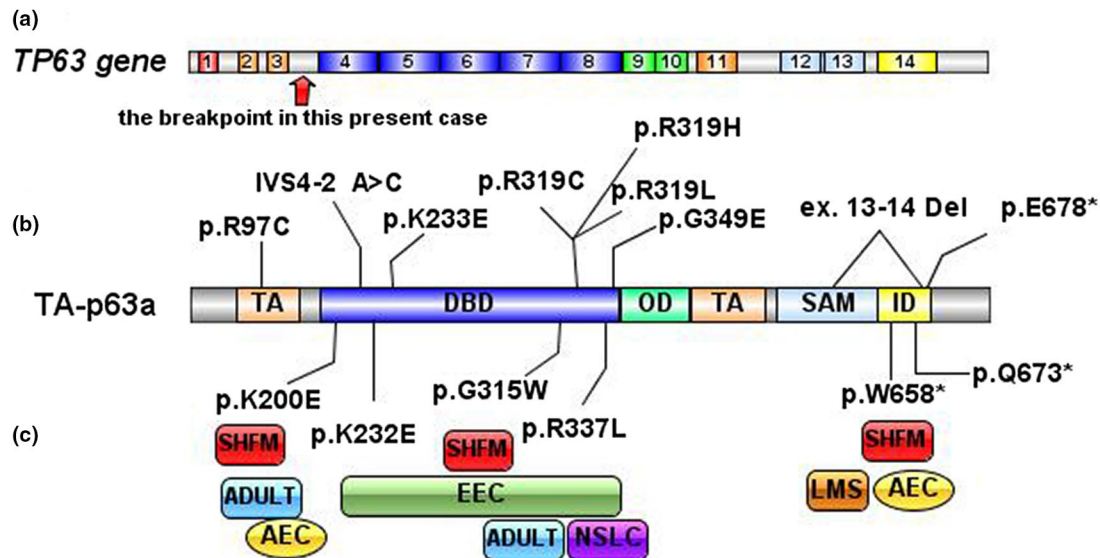 (a)
TP63 gene
1 2 3 4 5 6 7 8 9 10 11 12 13 14
the breakpoint in this present case
p.R319H
IVS4-2 A>C
p.R319C
p.R319L
ex. 13-14 Del
p.E678*
(b)
p.R97C
p.K233E
p.G349E
TA-p63a
TA DBD OD TA SAM ID
p.K200E
p.G315W
p.W658*
p.Q673*
p.K232E
p.R337L
(c)
SHFM SHFM SHFM
ADULT EEC LMS AEC
AEC ADULT NSLC